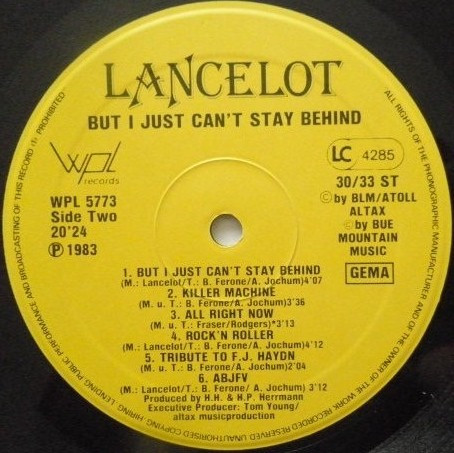 LANCELOT
BUT I JUST CAN'T STAY BEHIND
wpl
records
WPL 5773
Side Two
20'24
Ⓟ 1983
LC 4285
30/33 ST
© by BLM/ATOLL
ALTAX
© by BUE
MOUNTAIN
MUSIC
GEMA
1. BUT I JUST CAN'T STAY BEHIND
(M.: Lancelot/T.: B. Ferone/A. Jochum) 4'07
2. KILLER MACHINE
(M. u. T.: B. Ferone/A. Jochum) 3'36
3. ALL RIGHT NOW
(M. u. T.: Fraser/Rodgers)*3'13
4. ROCK'N ROLLER
(M.: Lancelot/T.: B. Ferone/A. Jochum) 4'12
5. TRIBUTE TO F.J. HAYDN
(M. u. T.: B. Ferone/A. Jochum) 2'04
6. ABJFV
(M.: Lancelot/T.: B. Ferone/A. Jochum) 3'12
Produced by H.H. & H.P. Herrmann
Executive Producer: Tom Young/
altax musicproduction
ALL RIGHTS OF THE PHONOGRAPHIC MANUFACTURER AND OF THE OWNER OF THE WORK RECORDED RESERVED UNAUTHORISED COPYING · HIRING · LENDING PUBLIC PERFORMANCE AND BROADCASTING OF THIS RECORD PROHIBITED